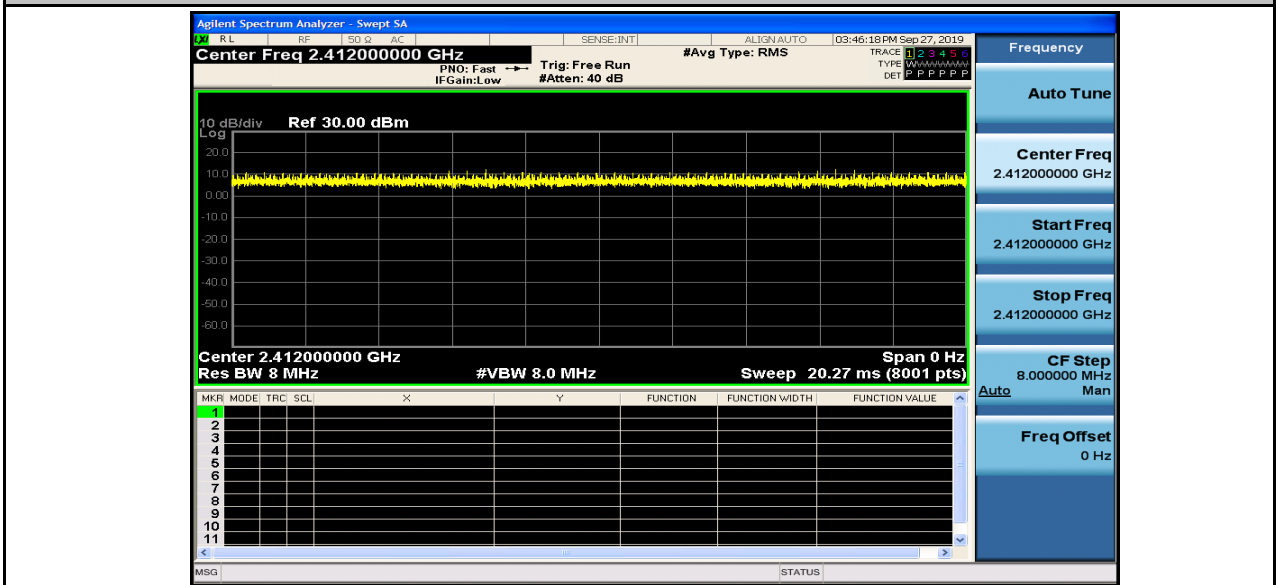 Agilent Spectrum Analyzer - Swept SA
LXI RL RF 50 Ω AC SENSE:INT ALIGN AUTO 03:46:18 PM Sep 27, 2019
Center Freq 2.412000000 GHz
PNO: Fast
IFGain:Low
Trig: Free Run
#Atten: 40 dB
#Avg Type: RMS
TRACE 1 2 3 4 5 6
TYPE WWWWWW
DET P P P P P P
10 dB/div Ref 30.00 dBm
Log
20.0
10.0
0.00
-10.0
-20.0
-30.0
-40.0
-50.0
-60.0
Center 2.412000000 GHz Span 0 Hz
Res BW 8 MHz #VBW 8.0 MHz Sweep 20.27 ms (8001 pts)
MKR MODE TRC SCL X Y FUNCTION FUNCTION WIDTH FUNCTION VALUE
1
2
3
4
5
6
7
8
9
10
11
MSG STATUS
Frequency
Auto Tune
Center Freq
2.412000000 GHz
Start Freq
2.412000000 GHz
Stop Freq
2.412000000 GHz
CF Step
8.000000 MHz
Auto Man
Freq Offset
0 Hz